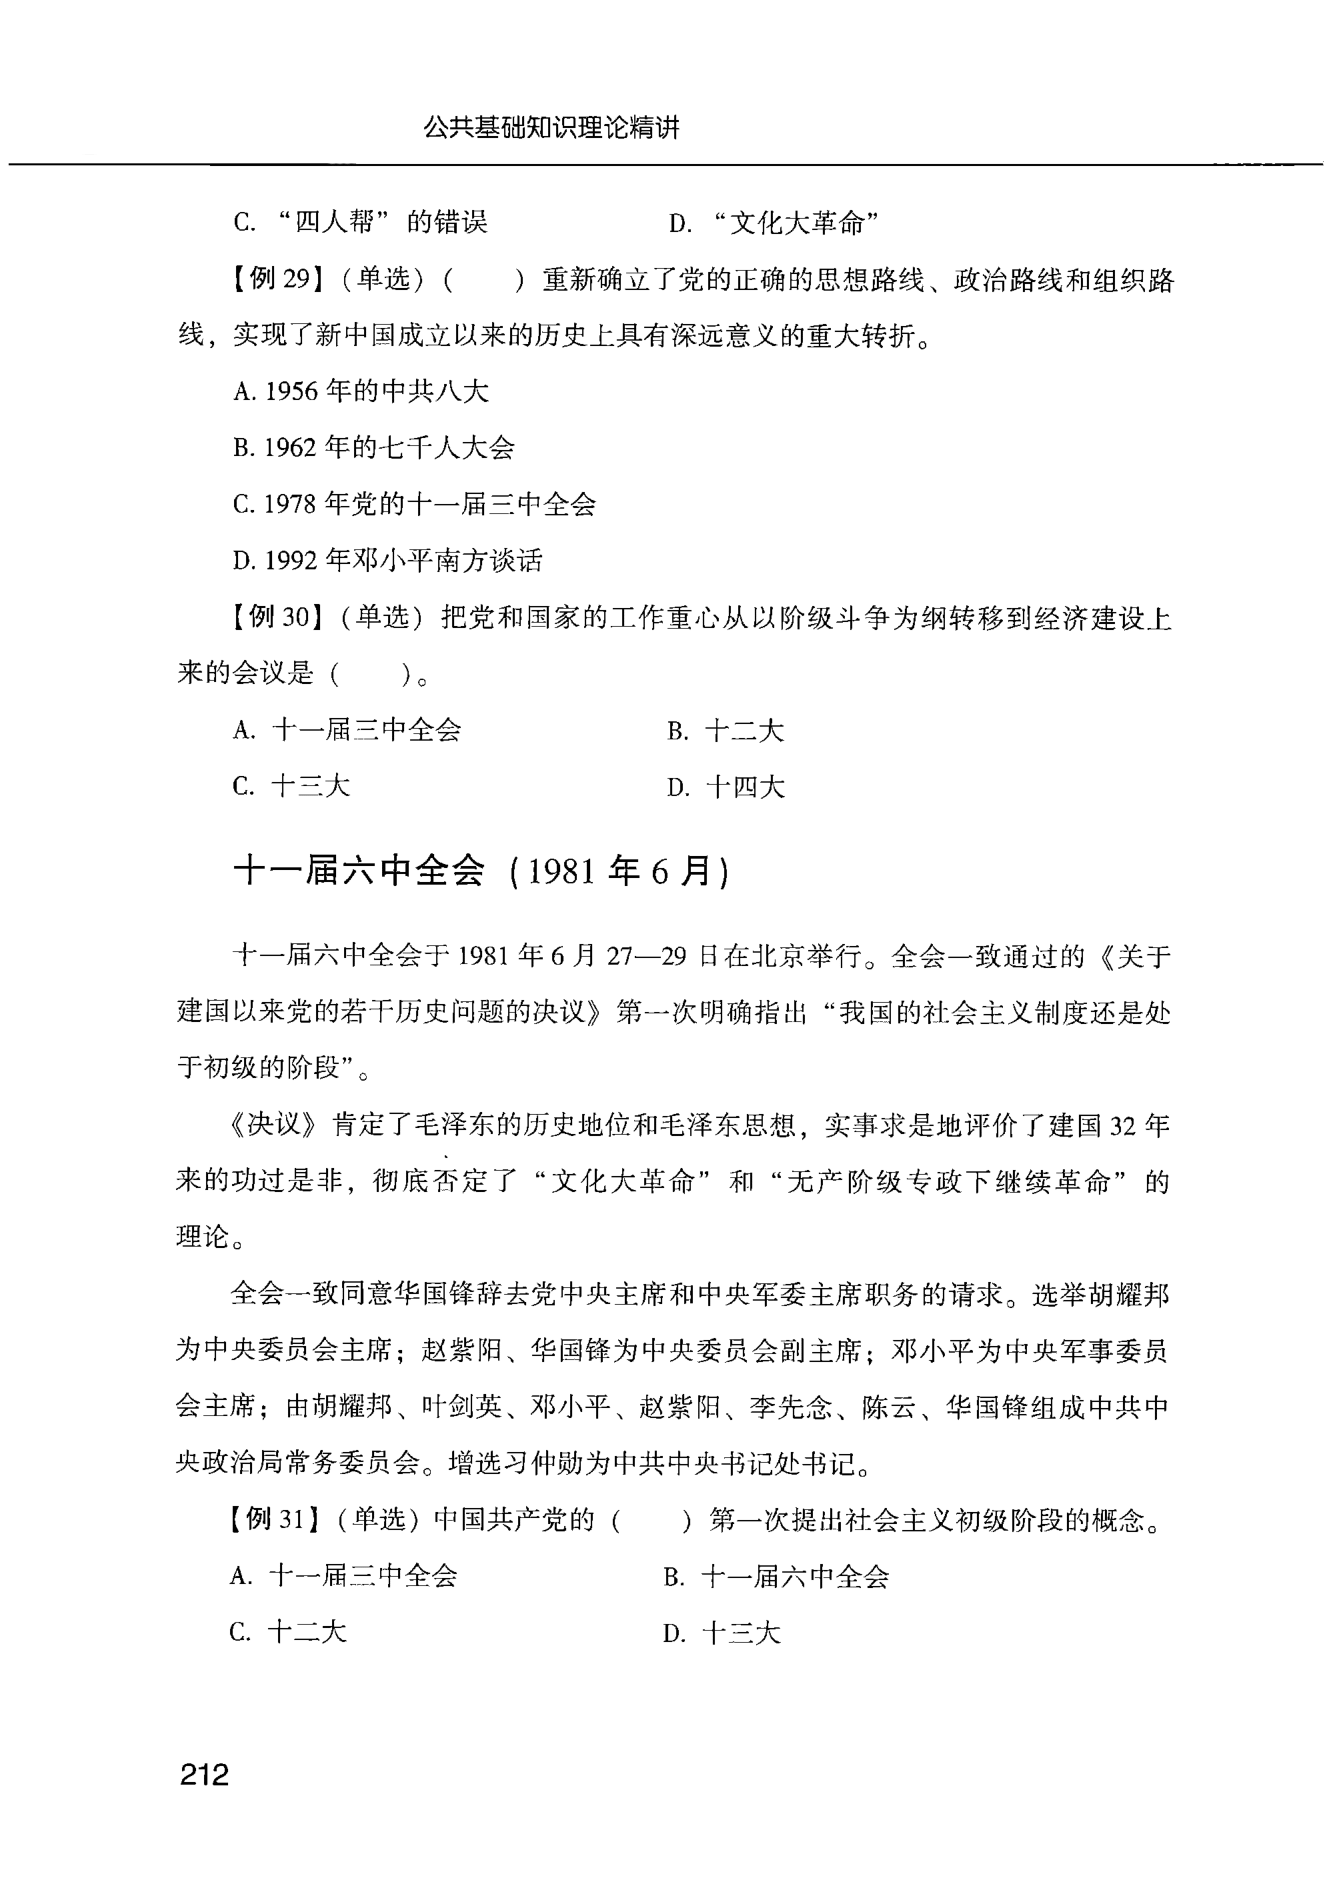 公共基础知识理论精讲
C. “四人帮”的错误 D. “文化大革命”
【例 29】(单选)(  )重新确立了党的正确的思想路线、政治路线和组织路
线，实现了新中国成立以来的历史上具有深远意义的重大转折。
A. 1956 年的中共八大
B. 1962 年的七千人大会
C. 1978 年党的十一届三中全会
D. 1992 年邓小平南方谈话
【例 30】(单选) 把党和国家的工作重心从以阶级斗争为纲转移到经济建设上
来的会议是(  )。
A. 十一届三中全会 B. 十二大
C. 十三大 D. 十四大
十一届六中全会 (1981 年 6 月)
十一届六中全会于 1981 年 6 月 27—29 日在北京举行。全会一致通过的《关于
建国以来党的若干历史问题的决议》第一次明确指出“我国的社会主义制度还是处
于初级的阶段”。
《决议》肯定了毛泽东的历史地位和毛泽东思想，实事求是地评价了建国 32 年
来的功过是非，彻底否定了“文化大革命”和“无产阶级专政下继续革命”的
理论。
全会一致同意华国锋辞去党中央主席和中央军委主席职务的请求。选举胡耀邦
为中央委员会主席；赵紫阳、华国锋为中央委员会副主席；邓小平为中央军事委员
会主席；由胡耀邦、叶剑英、邓小平、赵紫阳、李先念、陈云、华国锋组成中共中
央政治局常务委员会。增选习仲勋为中共中央书记处书记。
【例 31】(单选) 中国共产党的(  )第一次提出社会主义初级阶段的概念。
A. 十一届三中全会 B. 十一届六中全会
C. 十二大 D. 十三大
212